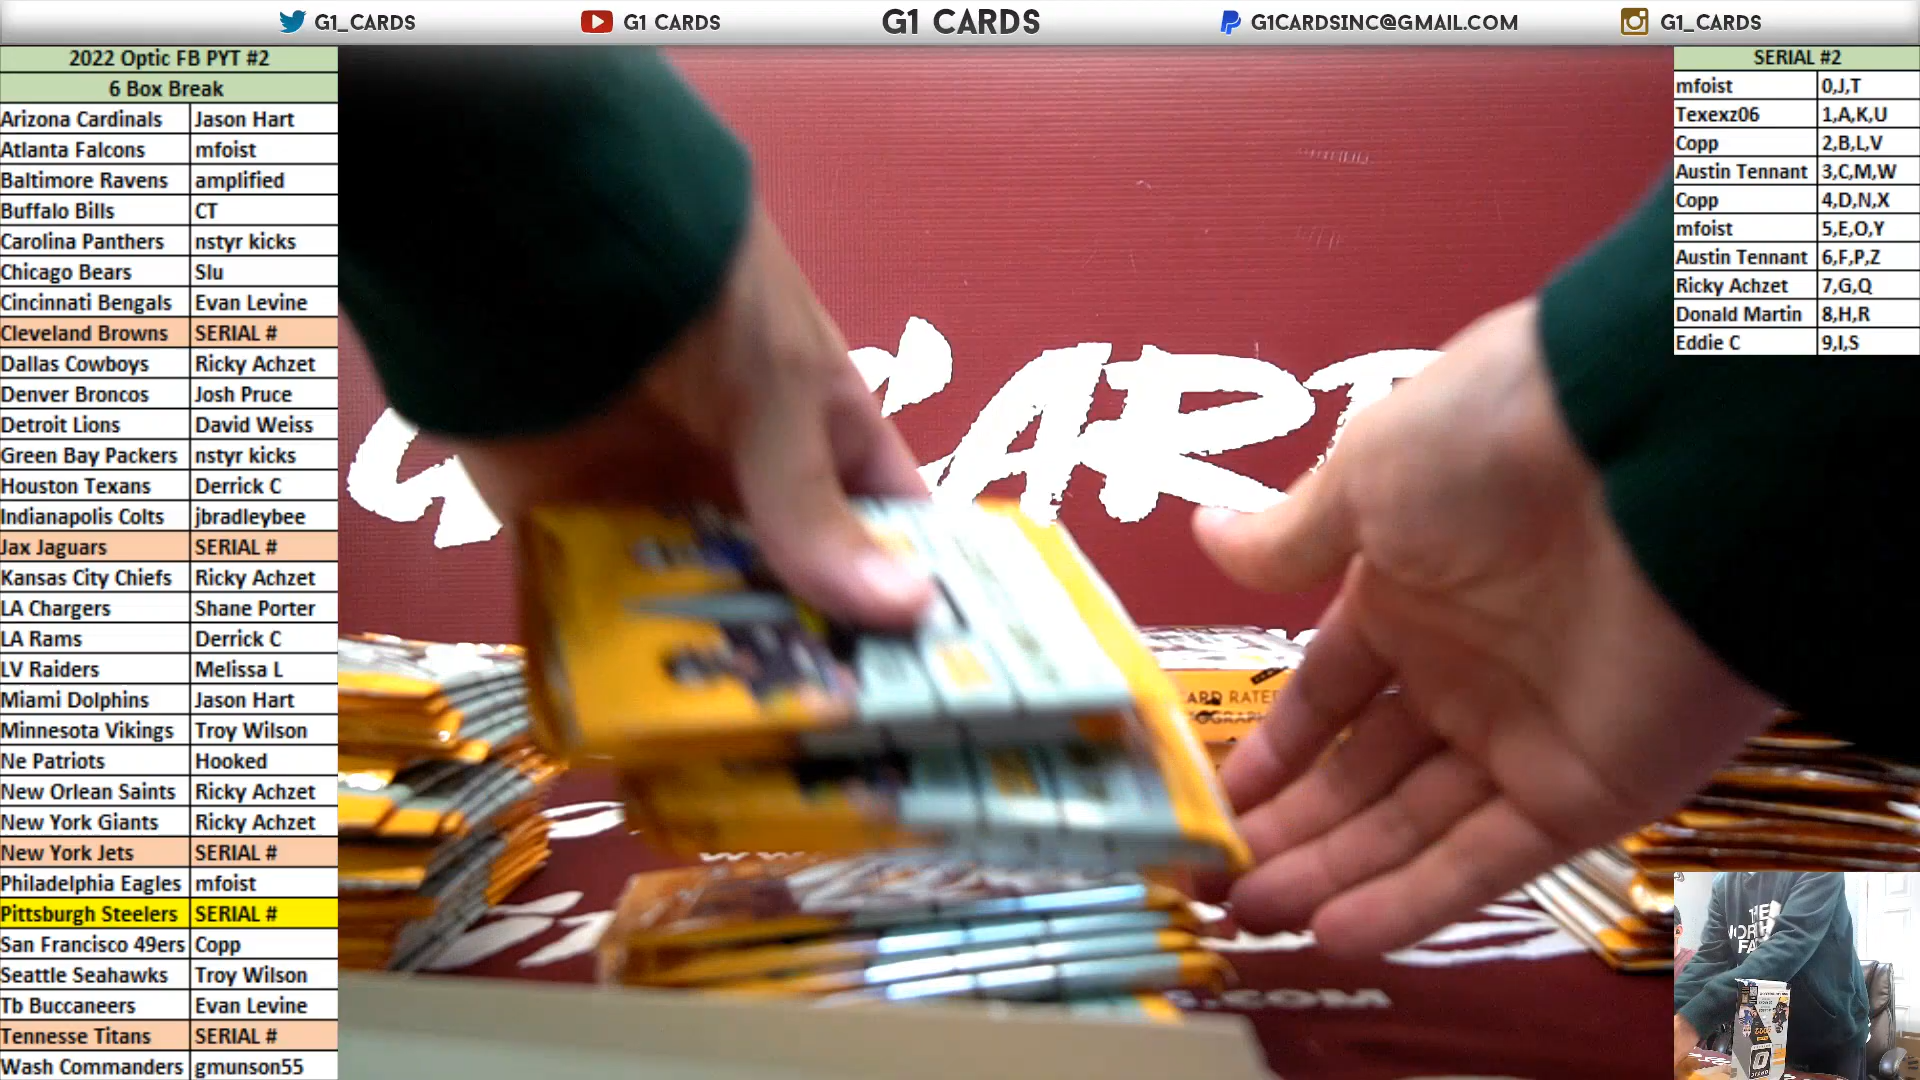 G1_CARDS G1 CARDS G1 CARDS G1CARDSINC@GMAIL.COM G1_CARDS
2022 Optic FB PYT #2
6 Box Break
Arizona Cardinals Jason Hart
Atlanta Falcons mfoist
Baltimore Ravens amplified
Buffalo Bills CT
Carolina Panthers nstyr kicks
Chicago Bears Slu
Cincinnati Bengals Evan Levine
Cleveland Browns SERIAL #
Dallas Cowboys Ricky Achzet
Denver Broncos Josh Pruce
Detroit Lions David Weiss
Green Bay Packers nstyr kicks
Houston Texans Derrick C
Indianapolis Colts jbradleybee
Jax Jaguars SERIAL #
Kansas City Chiefs Ricky Achzet
LA Chargers Shane Porter
LA Rams Derrick C
LV Raiders Melissa L
Miami Dolphins Jason Hart
Minnesota Vikings Troy Wilson
Ne Patriots Hooked
New Orlean Saints Ricky Achzet
New York Giants Ricky Achzet
New York Jets SERIAL #
Philadelphia Eagles mfoist
Pittsburgh Steelers SERIAL #
San Francisco 49ers Copp
Seattle Seahawks Troy Wilson
Tb Buccaneers Evan Levine
Tennesse Titans SERIAL #
Wash Commanders gmunson55
SERIAL #2
mfoist 0,J,T
Texexz06 1,A,K,U
Copp 2,B,L,V
Austin Tennant 3,C,M,W
Copp 4,D,N,X
mfoist 5,E,O,Y
Austin Tennant 6,F,P,Z
Ricky Achzet 7,G,Q
Donald Martin 8,H,R
Eddie C 9,I,S
.COM
THE
NORTH